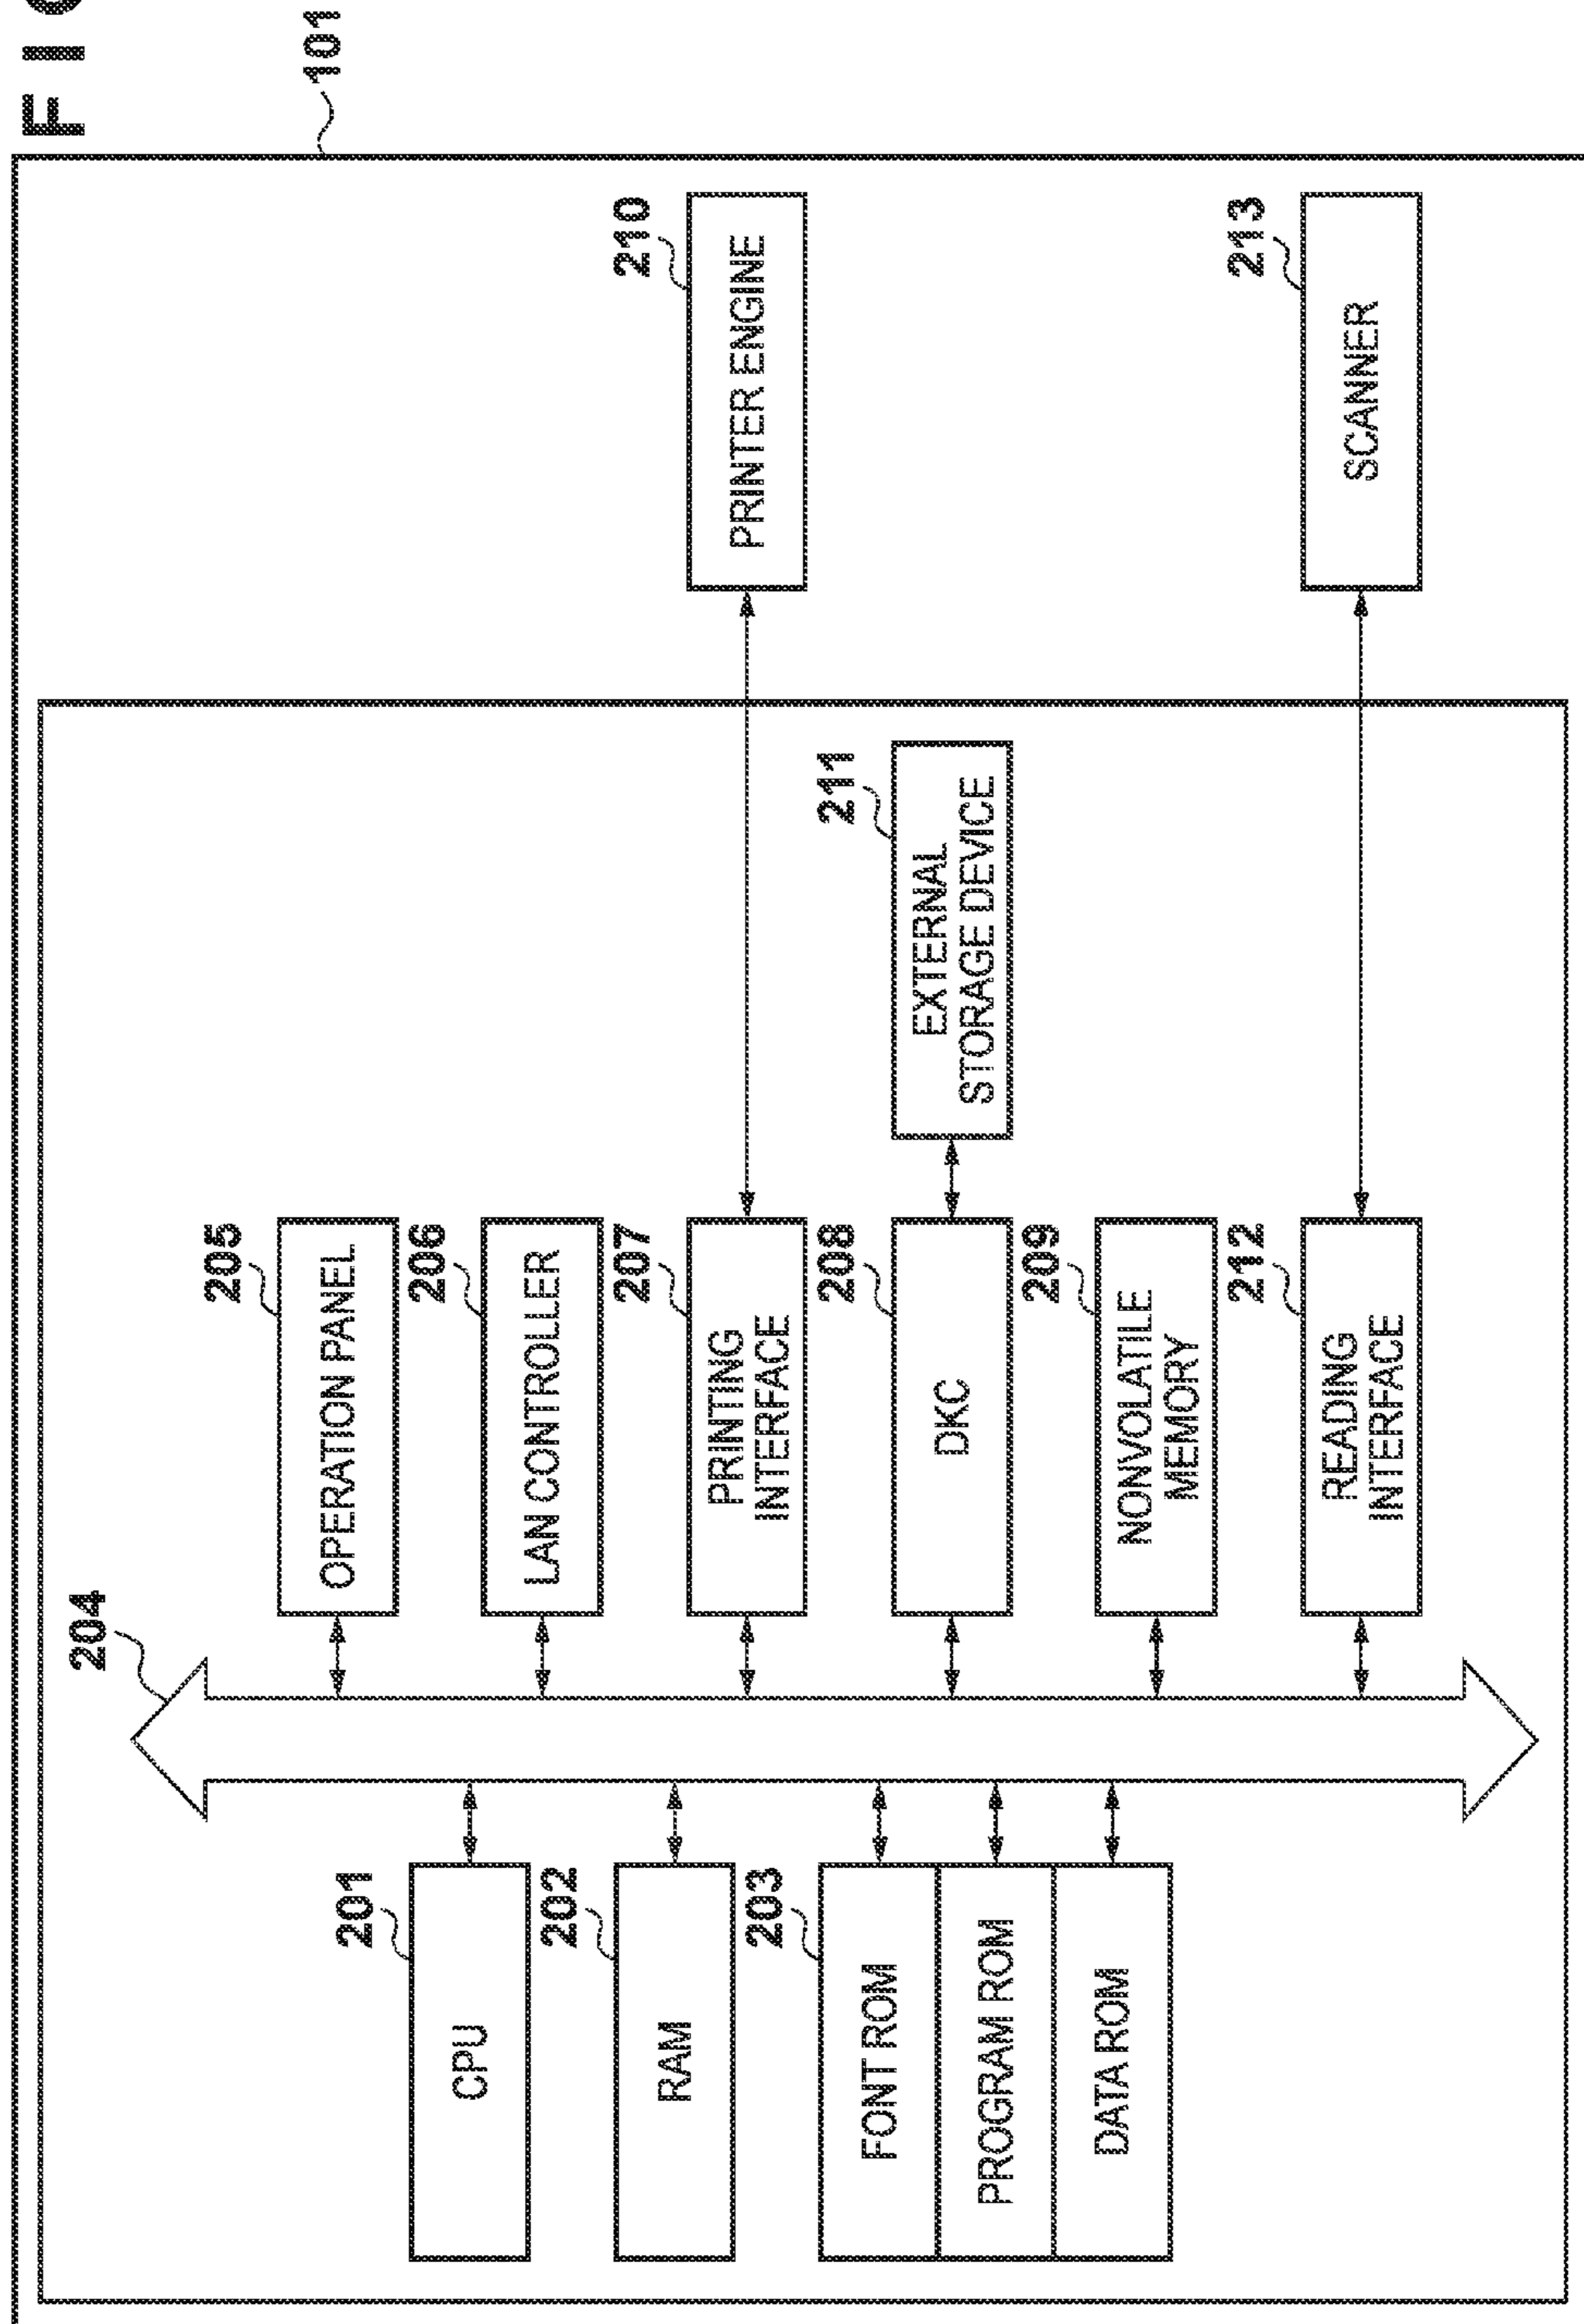 FIG
101
204
205
OPERATION PANEL
201
CPU
206
LAN CONTROLLER
202
RAM
207
PRINTING
INTERFACE
210
PRINTER ENGINE
203
FONT ROM
PROGRAM ROM
DATA ROM
208
DKC
211
EXTERNAL
STORAGE DEVICE
209
NONVOLATILE
MEMORY
212
READING
INTERFACE
213
SCANNER